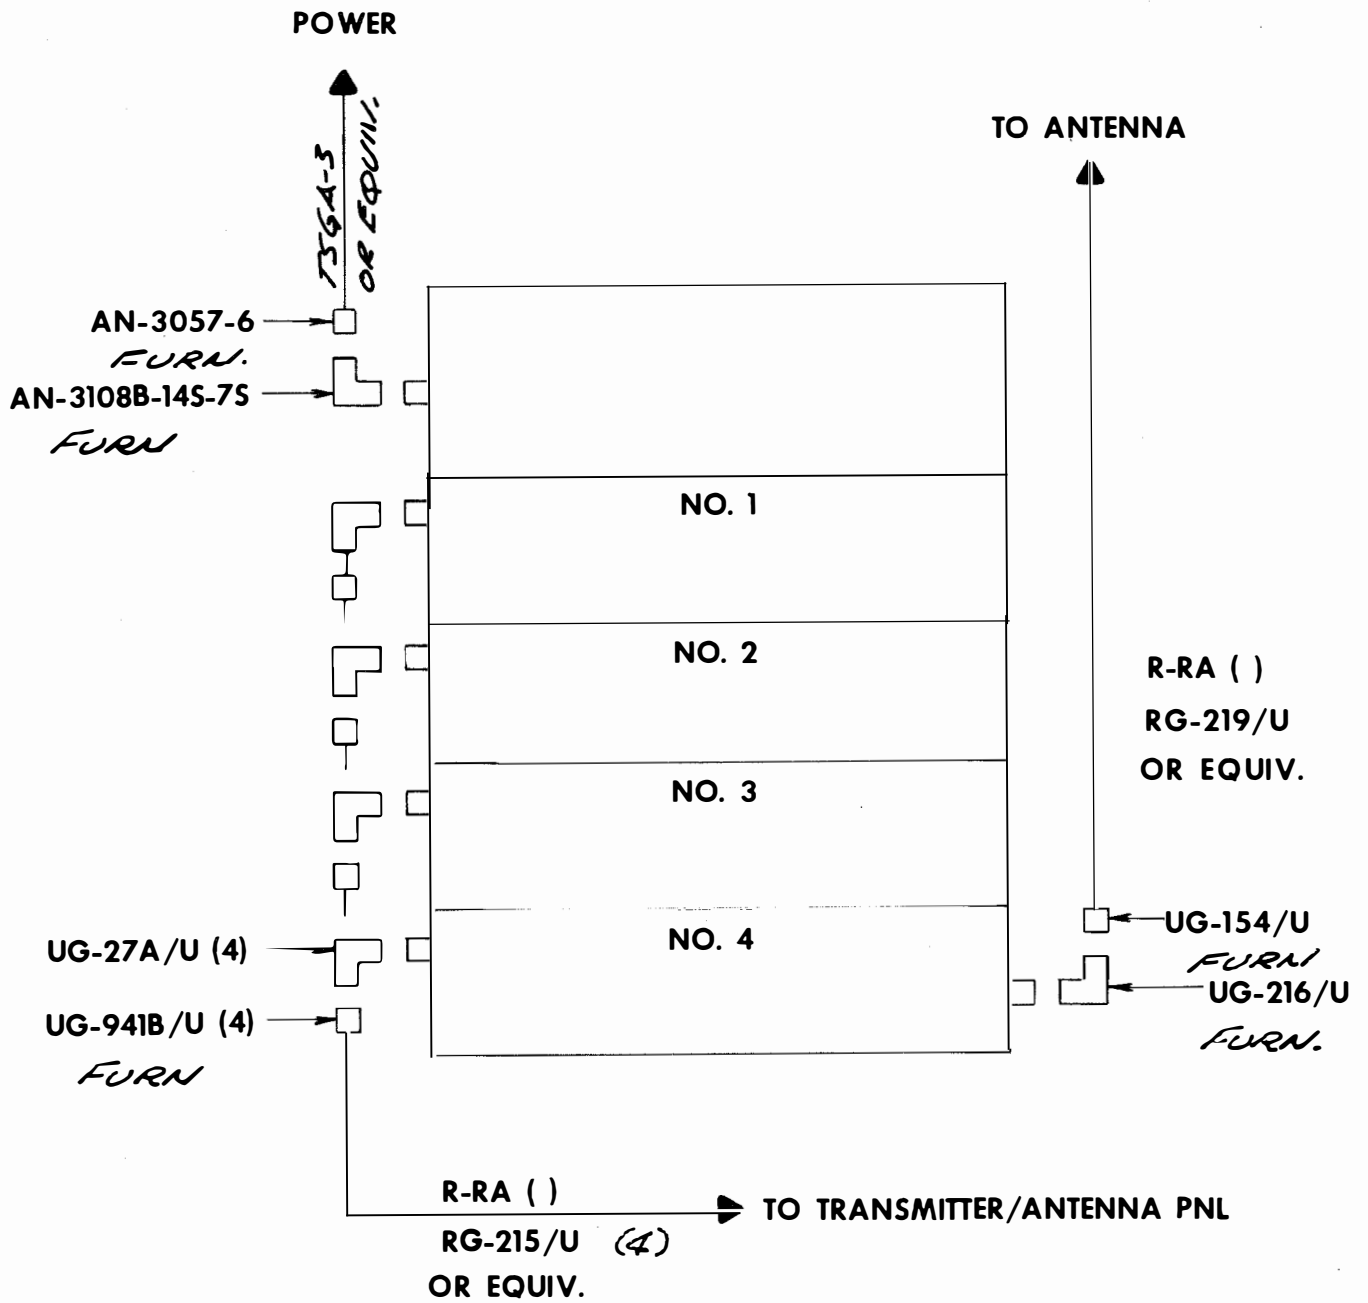 POWER
TSGA-3
OR EQUIV.
TO ANTENNA
AN-3057-6
FURN.
AN-3108B-14S-7S
FURN
NO. 1
NO. 2
NO. 3
NO. 4
R-RA ( )
RG-219/U
OR EQUIV.
UG-27A/U (4)
UG-941B/U (4)
FURN
UG-154/U
FURN
UG-216/U
FURN.
R-RA ( )
RG-215/U (4)
OR EQUIV.
TO TRANSMITTER/ANTENNA PNL